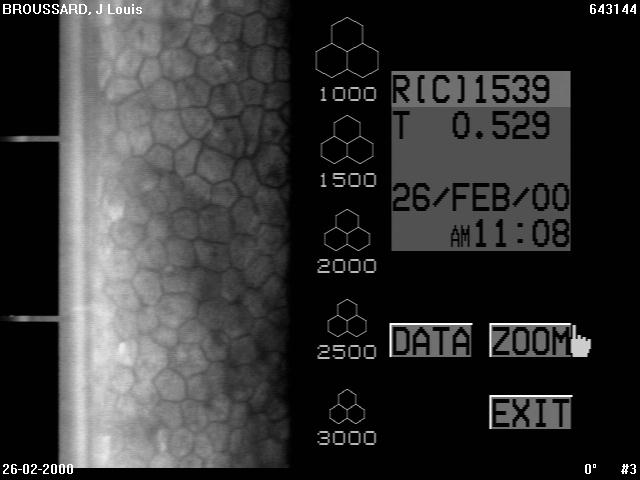 BROUSSARD, J Louis
643144
1000
1500
2000
2500
3000
R[C]1539
T 0.529
26/FEB/00
AM11:08
DATA
ZOOM
EXIT
26-02-2000
0° #3